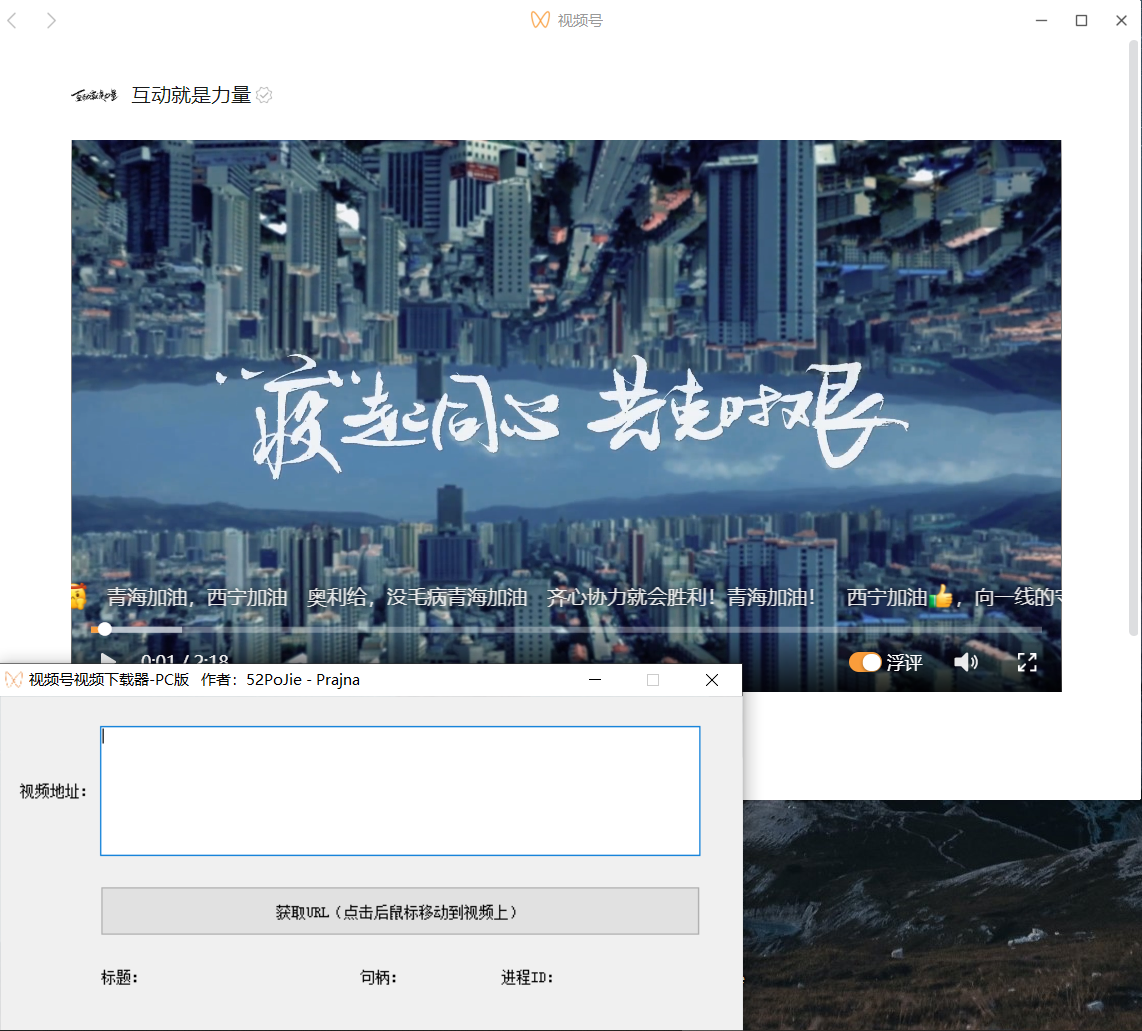 视频号
互动就是力量
“疫”起同心 共克时艰
青海加油，西宁加油 奥利给，没毛病青海加油 齐心协力就会胜利！青海加油！ 西宁加油👍，向一线的
0:01 / 2:18
浮评
视频号视频下载器-PC版 作者：52PoJie - Prajna
视频地址：
获取URL（点击后鼠标移动到视频上）
标题： 句柄： 进程ID：